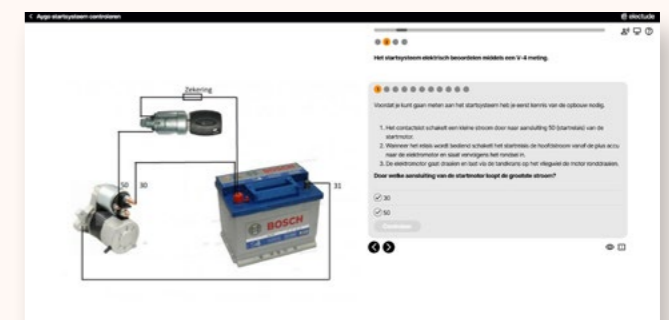 Aygo startsysteem controleren
electude
Het startsysteem elektrisch beoordelen middels een V-4 meting.
Zekering
50
30
31
BOSCH
BOSCH
Voordat je kunt gaan meten aan het startsysteem heb je eerst kennis van de opbouw nodig.
1. Het contactslot schakelt een kleine stroom door naar aansluiting 50 (startrelais) van de
startmotor.
2. Wanneer het relais wordt bediend schakelt het startrelais de hoofdstroom vanaf de plus accu
naar de elektromotor en slaat vervolgens het rondsel in.
3. De elektromotor gaat draaien en laat via de tandkrans op het vliegwiel de motor ronddraaien.
Door welke aansluiting van de startmotor loopt de grootste stroom?
30
50
Controleer